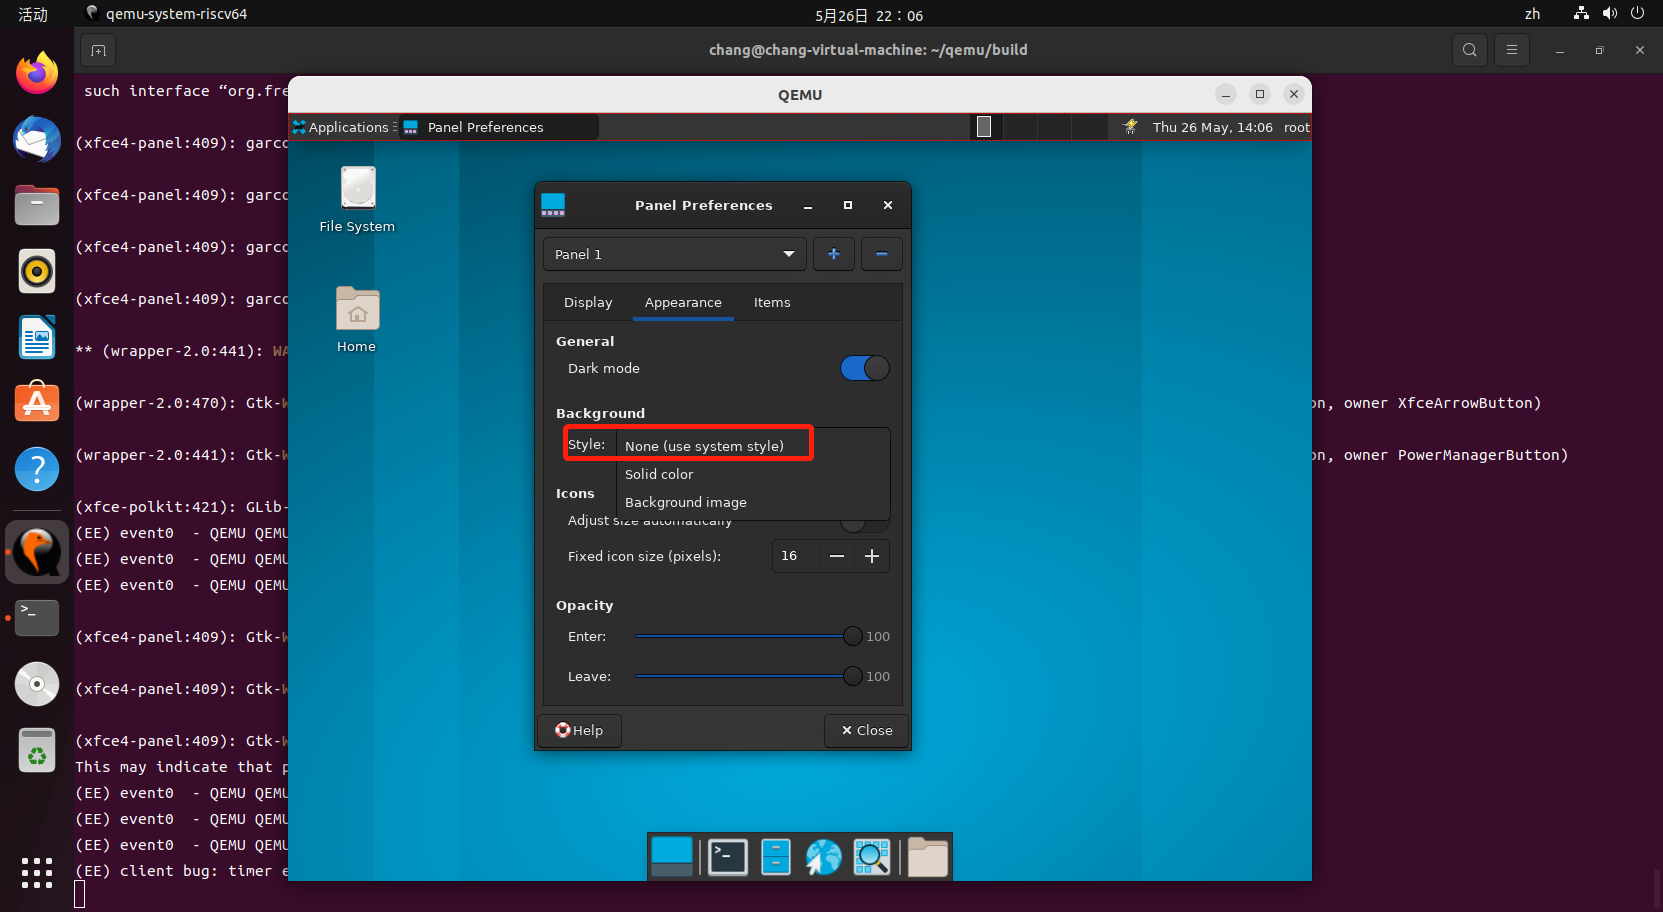 活动
qemu-system-riscv64
5月26日 22：06
zh
chang@chang-virtual-machine: ~/qemu/build
such interface “org.fre
(xfce4-panel:409): garco
(xfce4-panel:409): garco
(xfce4-panel:409): garco
(xfce4-panel:409): garco
** (wrapper-2.0:441): WA
(wrapper-2.0:470): Gtk-W
on, owner XfceArrowButton)
(wrapper-2.0:441): Gtk-W
on, owner PowerManagerButton)
(xfce-polkit:421): GLib-
(EE) event0 - QEMU QEMU
(EE) event0 - QEMU QEMU
(EE) event0 - QEMU QEMU
(xfce4-panel:409): Gtk-W
(xfce4-panel:409): Gtk-W
(xfce4-panel:409): Gtk-W
This may indicate that p
(EE) event0 - QEMU QEMU
(EE) event0 - QEMU QEMU
(EE) event0 - QEMU QEMU
(EE) client bug: timer e
QEMU
Applications
Panel Preferences
Thu 26 May, 14:06 root
File System
Home
Panel Preferences
Panel 1
Display Appearance Items
General
Dark mode
Background
Style: None (use system style)
Solid color
Background image
Icons
Adjust size automatically
Fixed icon size (pixels): 16
Opacity
Enter: 100
Leave: 100
Help
Close